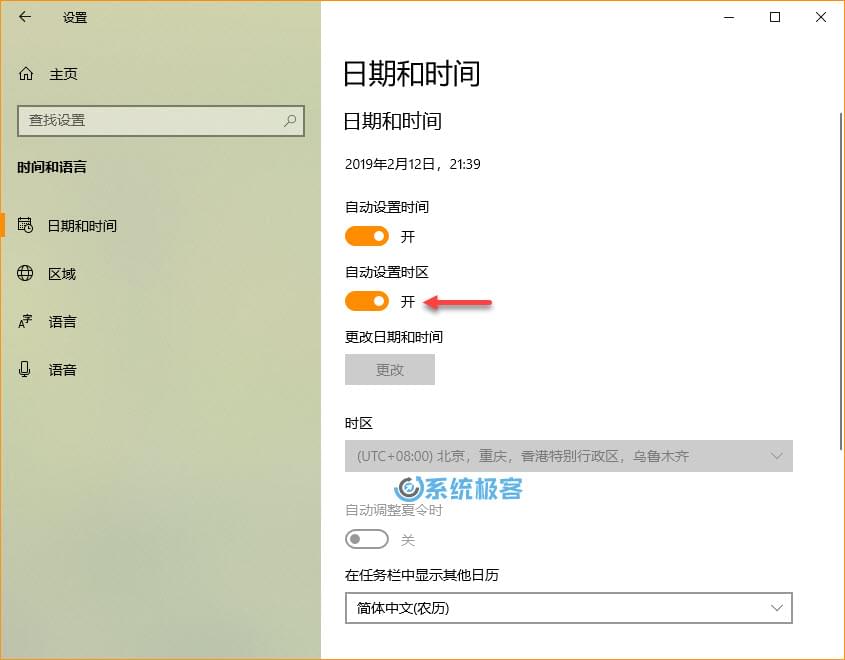 设置
主页
查找设置
时间和语言
日期和时间
区域
A字
语言
语音
日期和时间
日期和时间
2019年2月12日，21:39
自动设置时间
开
自动设置时区
开
更改日期和时间
更改
时区
(UTC+08:00) 北京，重庆，香港特别行政区，乌鲁木齐
系统极客
自动调整夏令时
关
在任务栏中显示其他日历
简体中文(农历)